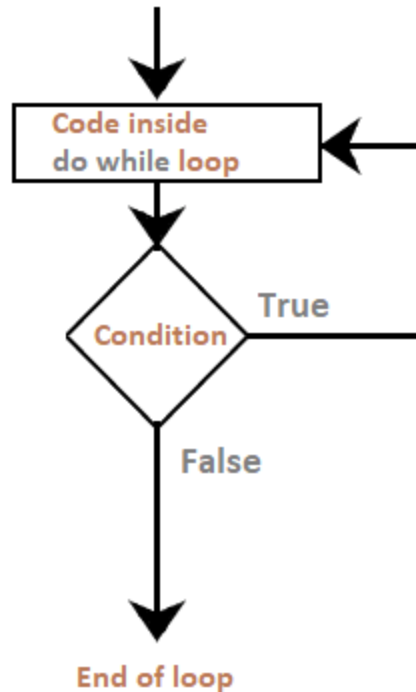 Code inside
do while loop
Condition
True
False
End of loop